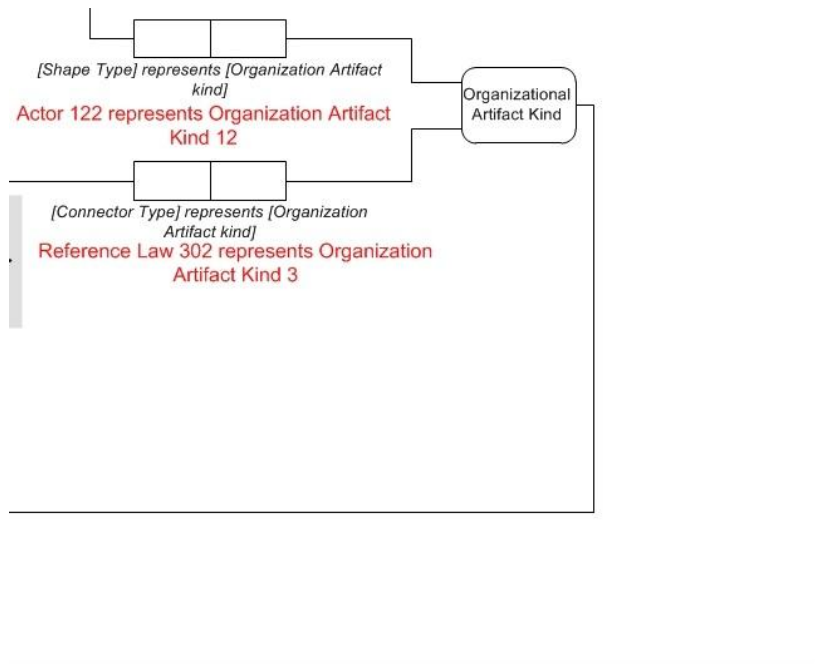 [Shape Type] represents [Organization Artifact
kind]
Actor 122 represents Organization Artifact
Kind 12
Organizational
Artifact Kind
[Connector Type] represents [Organization
Artifact kind]
Reference Law 302 represents Organization
Artifact Kind 3